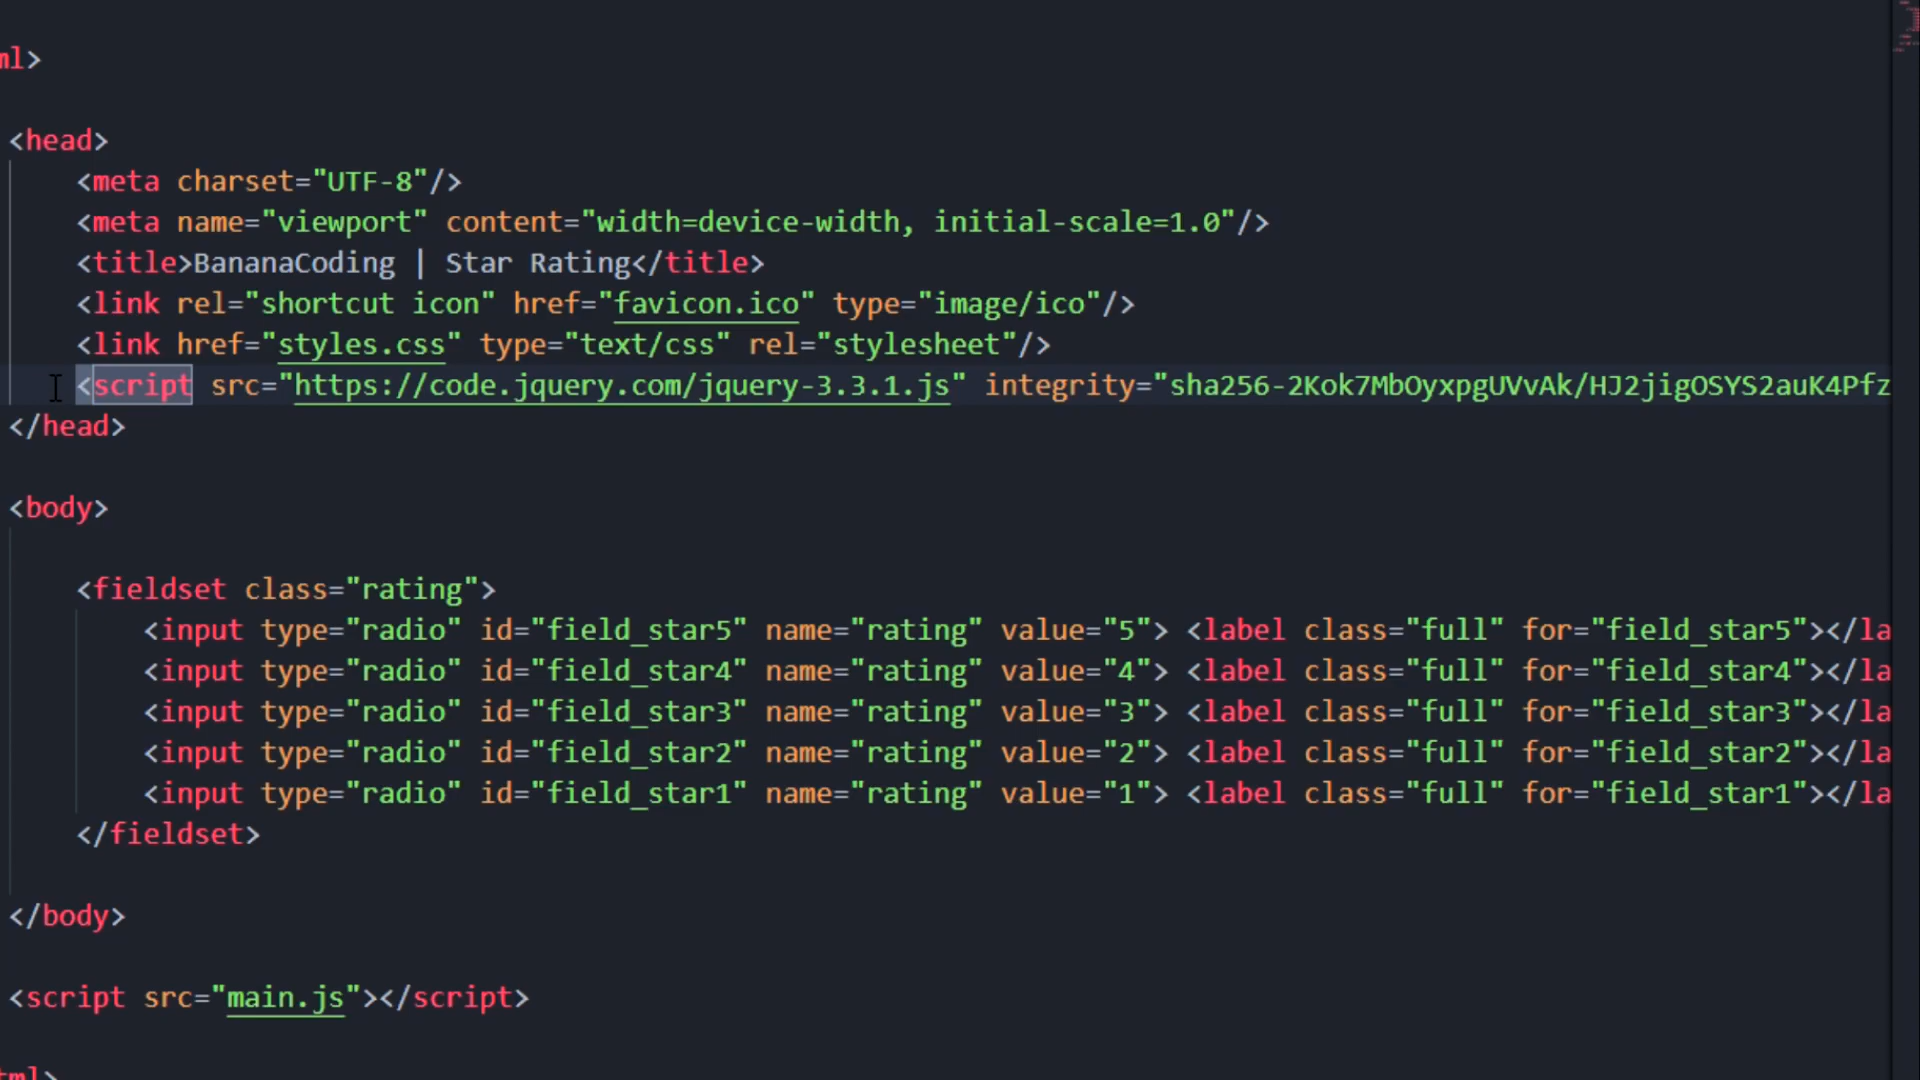 ml>
<head>
<meta charset="UTF-8"/>
<meta name="viewport" content="width=device-width, initial-scale=1.0"/>
<title>BananaCoding | Star Rating</title>
<link rel="shortcut icon" href="favicon.ico" type="image/ico"/>
<link href="styles.css" type="text/css" rel="stylesheet"/>
<script src="https://code.jquery.com/jquery-3.3.1.js" integrity="sha256-2Kok7MbOyxpgUVvAk/HJ2jigOSYS2auK4Pfz
</head>
<body>
<fieldset class="rating">
<input type="radio" id="field_star5" name="rating" value="5"> <label class="full" for="field_star5"></la
<input type="radio" id="field_star4" name="rating" value="4"> <label class="full" for="field_star4"></la
<input type="radio" id="field_star3" name="rating" value="3"> <label class="full" for="field_star3"></la
<input type="radio" id="field_star2" name="rating" value="2"> <label class="full" for="field_star2"></la
<input type="radio" id="field_star1" name="rating" value="1"> <label class="full" for="field_star1"></la
</fieldset>
</body>
<script src="main.js"></script>
tml>